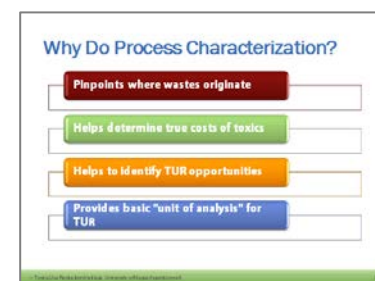 Why Do Process Characterization?
Pinpoints where wastes originate
Helps determine true costs of toxics
Helps to identify TUR opportunities
Provides basic "unit of analysis" for
TUR